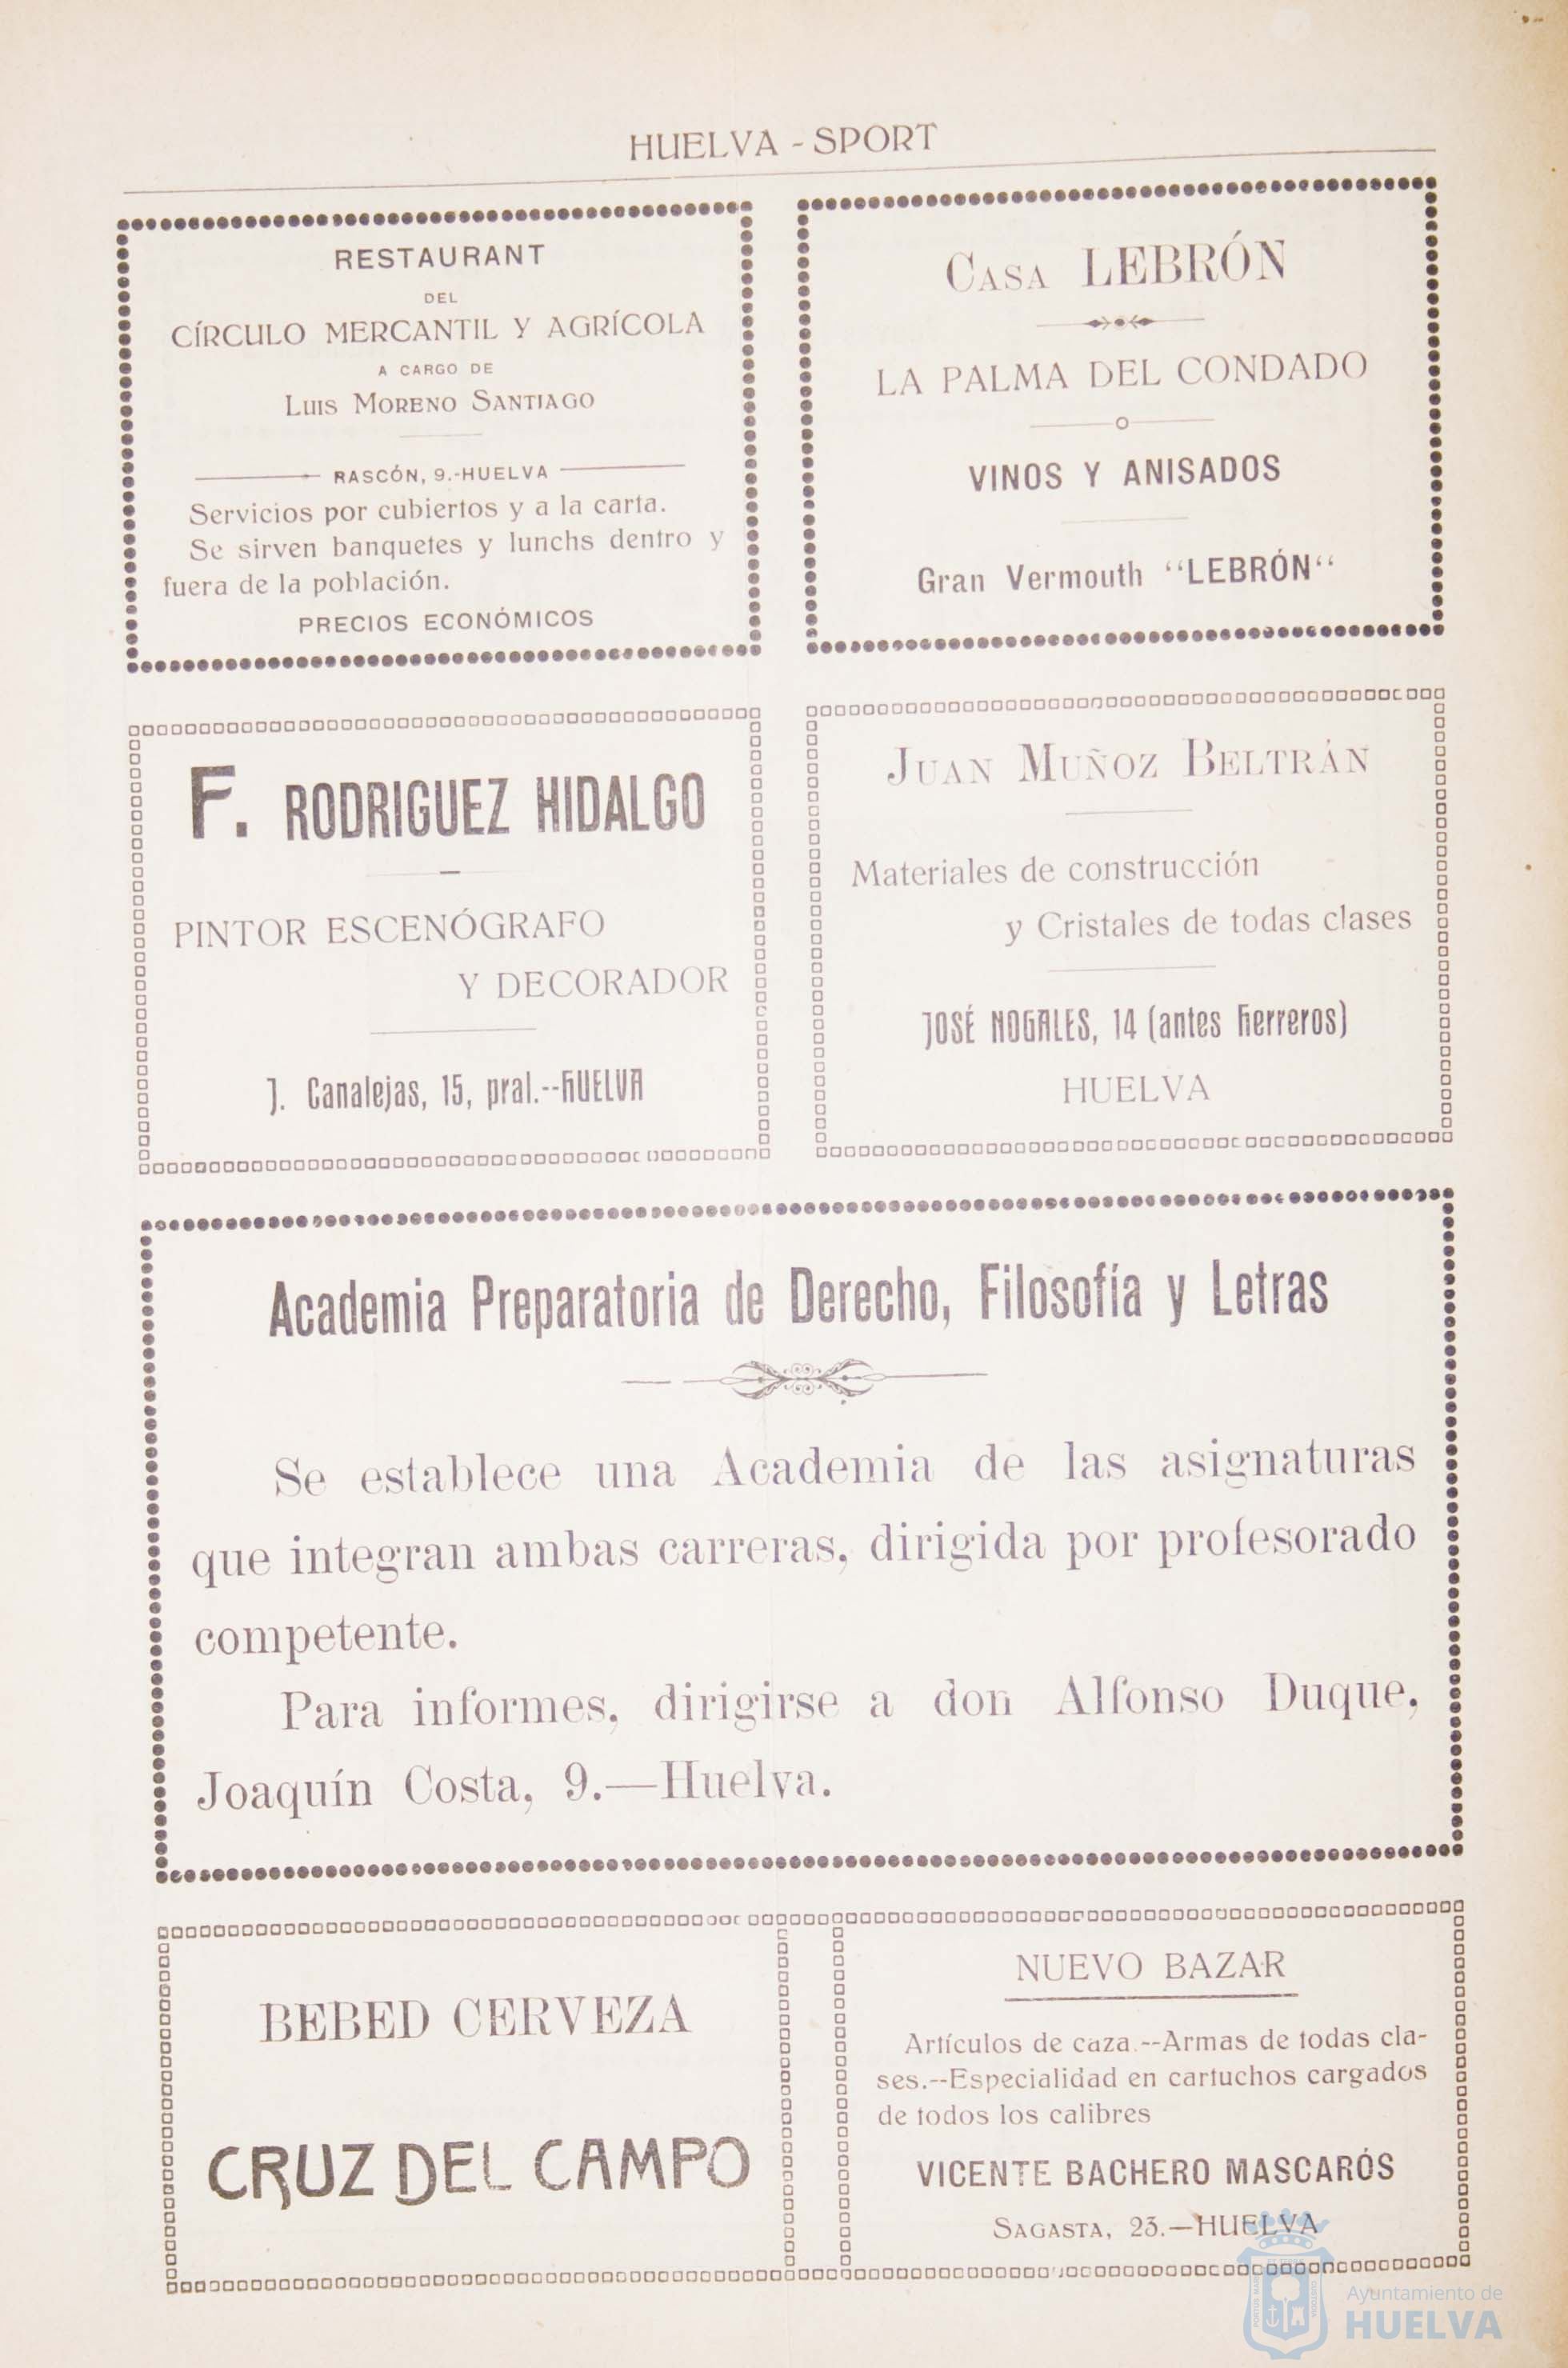 HUELVA - SPORT
RESTAURANT
DEL
CÍRCULO MERCANTIL Y AGRÍCOLA
A CARGO DE
LUIS MORENO SANTIAGO
RASCÓN, 9.-HUELVA
Servicios por cubiertos y a la carta.
Se sirven banquetes y lunchs dentro y
fuera de la población.
PRECIOS ECONÓMICOS
CASA LEBRÓN
LA PALMA DEL CONDADO
VINOS Y ANISADOS
Gran Vermouth "LEBRÓN"
F. RODRIGUEZ HIDALGO
PINTOR ESCENÓGRAFO
Y DECORADOR
J. Canalejas, 15, pral.--HUELVA
JUAN MUÑOZ BELTRÁN
Materiales de construcción
y Cristales de todas clases
JOSÉ NOGALES, 14 (antes Herreros)
HUELVA
Academia Preparatoria de Derecho, Filosofía y Letras
Se establece una Academia de las asignaturas
que integran ambas carreras, dirigida por profesorado
competente.
Para informes, dirigirse a don Alfonso Duque,
Joaquín Costa, 9.—Huelva.
BEBED CERVEZA
CRUZ DEL CAMPO
NUEVO BAZAR
Artículos de caza.--Armas de todas cla-
ses.--Especialidad en cartuchos cargados
de todos los calibres
VICENTE BACHERO MASCARÓS
SAGASTA, 23.—HUELVA
Ayuntamiento de
HUELVA